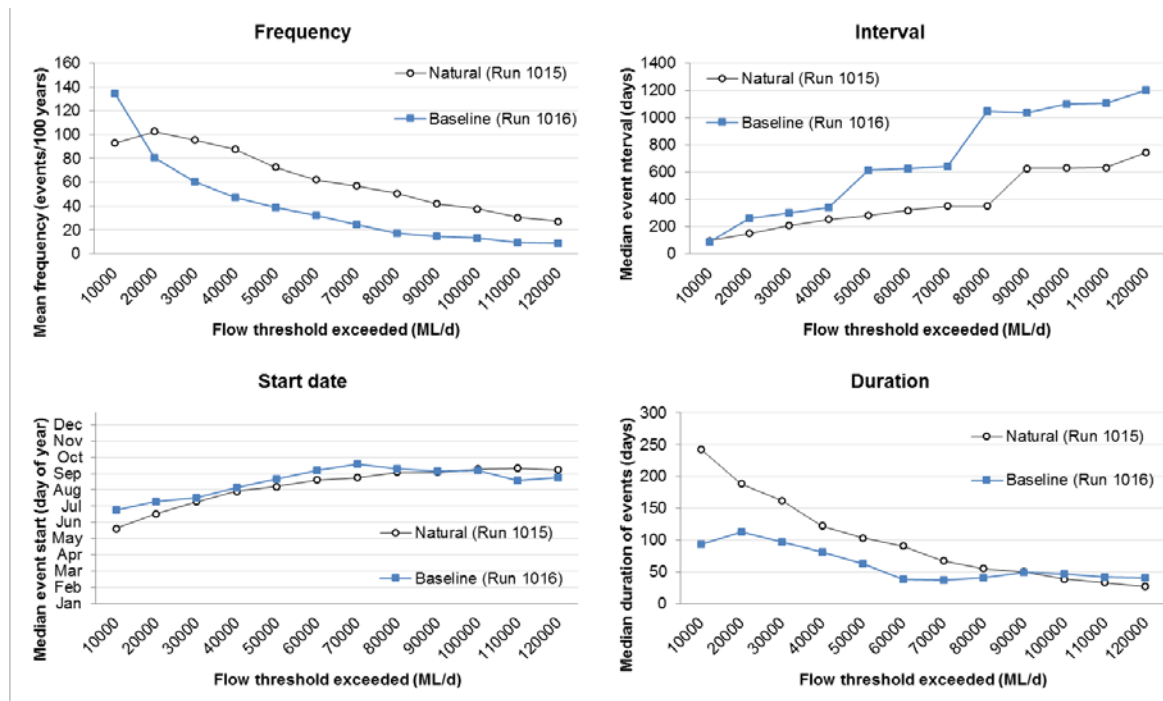 Frequency
Mean frequency (events/100 years)
160
140
120
100
80
60
40
20
0
Natural (Run 1015)
Baseline (Run 1016)
10000
20000
30000
40000
50000
60000
70000
80000
90000
100000
110000
120000
Flow threshold exceeded (ML/d)
Interval
Median event nterval (days)
1400
1200
1000
800
600
400
200
0
Natural (Run 1015)
Baseline (Run 1016)
10000
20000
30000
40000
50000
60000
70000
80000
90000
100000
110000
120000
Flow threshold exceeded (ML/d)
Start date
Median event start (day of year)
Dec
Nov
Oct
Sep
Aug
Jul
Jun
May
Apr
Mar
Feb
Jan
Natural (Run 1015)
Baseline (Run 1016)
10000
20000
30000
40000
50000
60000
70000
80000
90000
100000
110000
120000
Flow threshold exceeded (ML/d)
Duration
Median duration of events (days)
300
250
200
150
100
50
0
Natural (Run 1015)
Baseline (Run 1016)
10000
20000
30000
40000
50000
60000
70000
80000
90000
100000
110000
120000
Flow threshold exceeded (ML/d)